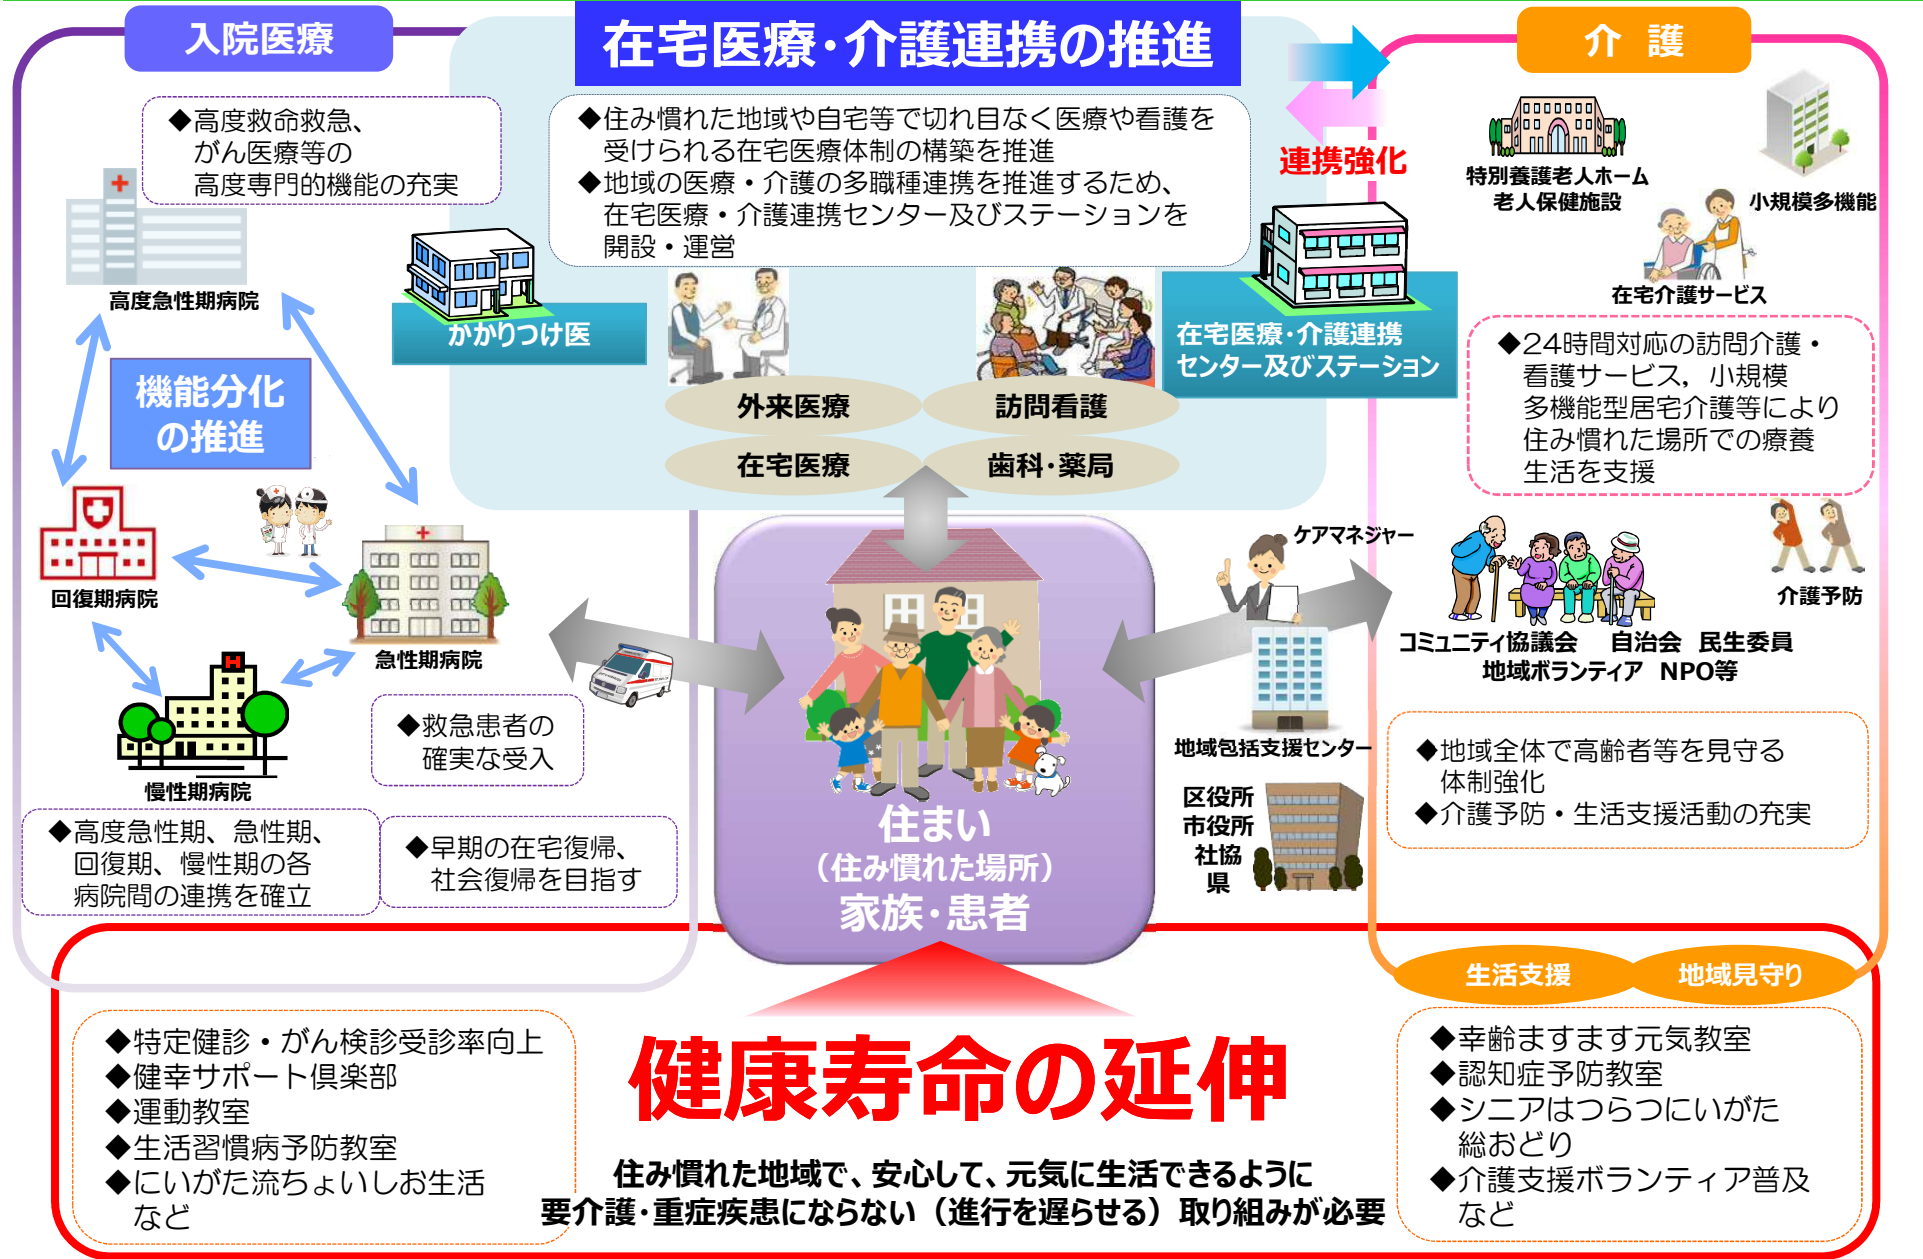 入院医療
◆高度救命救急、
がん医療等の
高度専門的機能の充実
高度急性期病院
機能分化
の推進
回復期病院
急性期病院
慢性期病院
◆救急患者の
確実な受入
◆高度急性期、急性期、
回復期、慢性期の各
病院間の連携を確立
◆早期の在宅復帰、
社会復帰を目指す
在宅医療・介護連携の推進
◆住み慣れた地域や自宅等で切れ目なく医療や看護を
受けられる在宅医療体制の構築を推進
◆地域の医療・介護の多職種連携を推進するため、
在宅医療・介護連携センター及びステーションを
開設・運営
連携強化
かかりつけ医
在宅医療・介護連携
センター及びステーション
外来医療
訪問看護
在宅医療
歯科・薬局
住まい
（住み慣れた場所）
家族・患者
ケアマネジャー
地域包括支援センター
区役所
市役所
社協
県
介 護
特別養護老人ホーム
老人保健施設
小規模多機能
在宅介護サービス
◆24時間対応の訪問介護・
看護サービス，小規模
多機能型居宅介護等により
住み慣れた場所での療養
生活を支援
介護予防
コミュニティ協議会 自治会 民生委員
地域ボランティア NPO等
◆地域全体で高齢者等を見守る
体制強化
◆介護予防・生活支援活動の充実
生活支援
地域見守り
◆特定健診・がん検診受診率向上
◆健幸サポート倶楽部
◆運動教室
◆生活習慣病予防教室
◆にいがた流ちょいしお生活
など
健康寿命の延伸
住み慣れた地域で、安心して、元気に生活できるように
要介護・重症疾患にならない（進行を遅らせる）取り組みが必要
◆幸齢ますます元気教室
◆認知症予防教室
◆シニアはつらつにいがた
総おどり
◆介護支援ボランティア普及
など